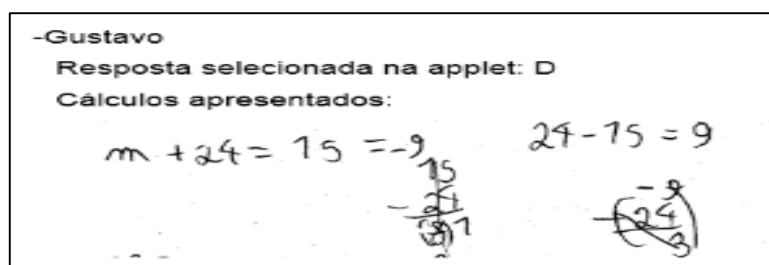 -Gustavo
Resposta selecionada na applet: D
Cálculos apresentados:
m + 24 = 15 = -9
24 - 15 = 9
15
- 24
- 9
24
3